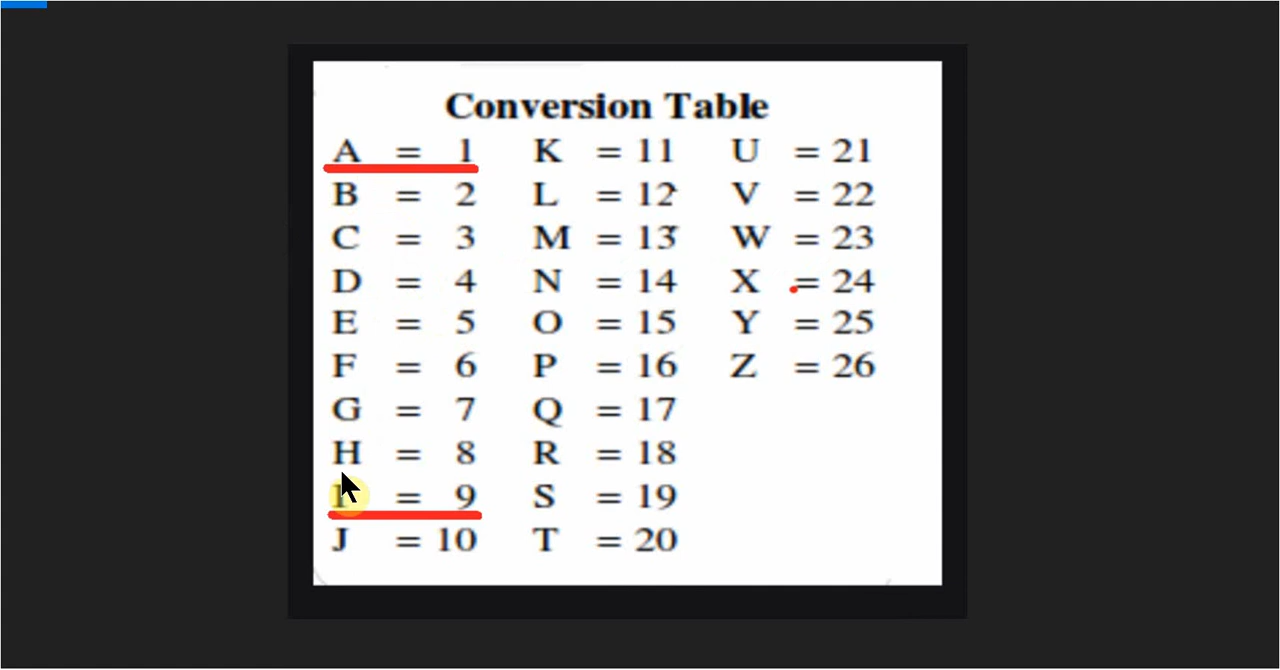 Conversion Table
A = 1 K = 11 U = 21
B = 2 L = 12 V = 22
C = 3 M = 13 W = 23
D = 4 N = 14 X = 24
E = 5 O = 15 Y = 25
F = 6 P = 16 Z = 26
G = 7 Q = 17
H = 8 R = 18
I = 9 S = 19
J = 10 T = 20